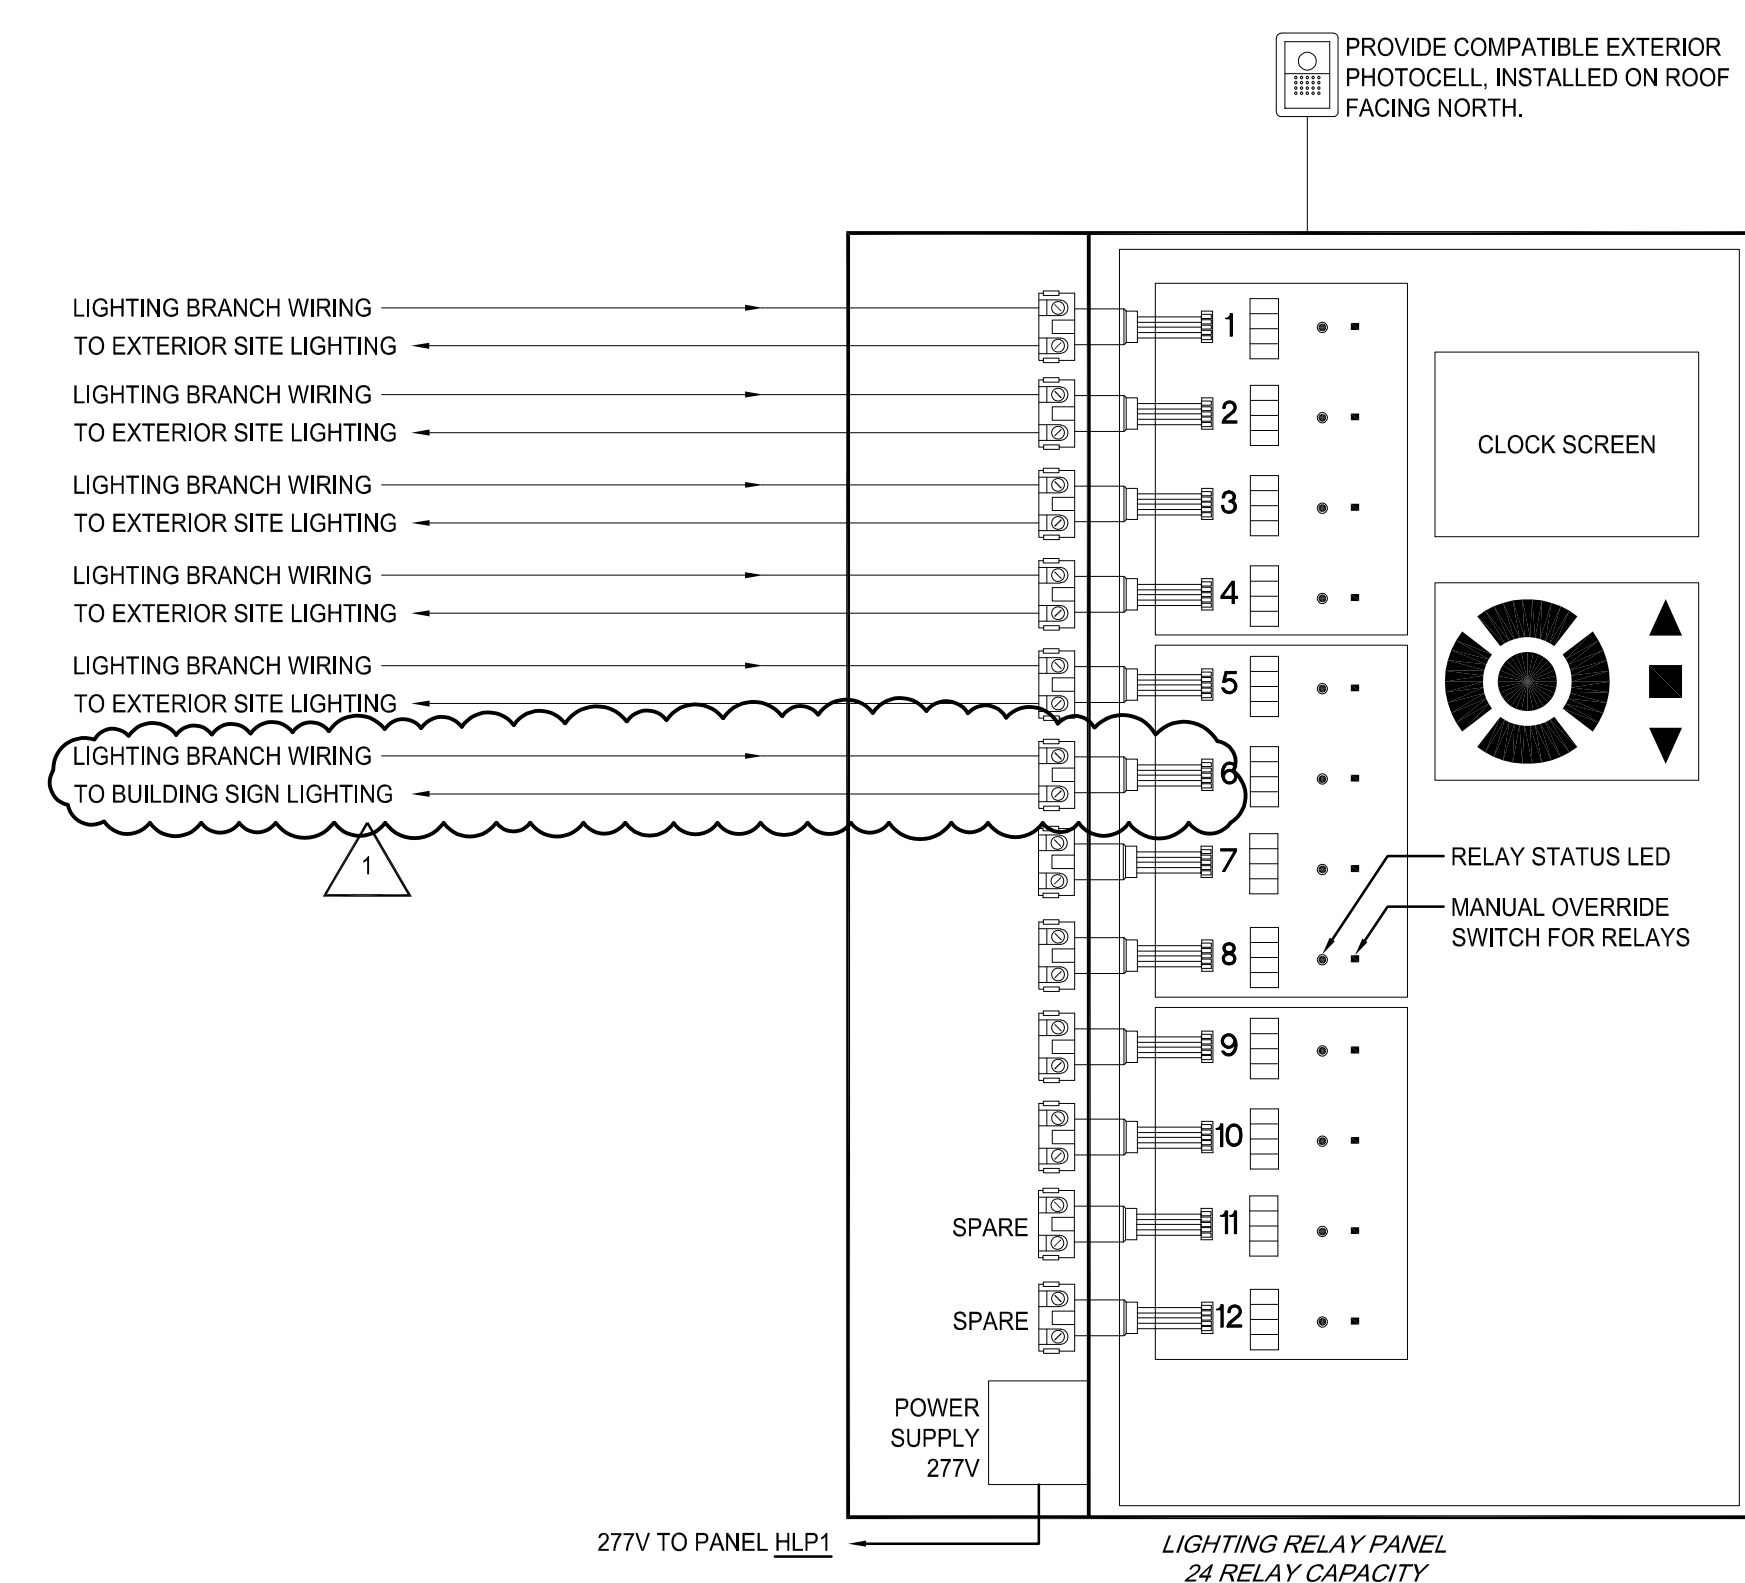 PROVIDE COMPATIBLE EXTERIOR
PHOTOCELL, INSTALLED ON ROOF
FACING NORTH.
LIGHTING BRANCH WIRING
TO EXTERIOR SITE LIGHTING
1
LIGHTING BRANCH WIRING
TO EXTERIOR SITE LIGHTING
2
CLOCK SCREEN
LIGHTING BRANCH WIRING
TO EXTERIOR SITE LIGHTING
3
LIGHTING BRANCH WIRING
TO EXTERIOR SITE LIGHTING
4
LIGHTING BRANCH WIRING
TO EXTERIOR SITE LIGHTING
5
LIGHTING BRANCH WIRING
TO BUILDING SIGN LIGHTING
6
1
7
RELAY STATUS LED
MANUAL OVERRIDE
SWITCH FOR RELAYS
8
9
10
SPARE
11
SPARE
12
POWER
SUPPLY
277V
277V TO PANEL HLP1
LIGHTING RELAY PANEL
24 RELAY CAPACITY